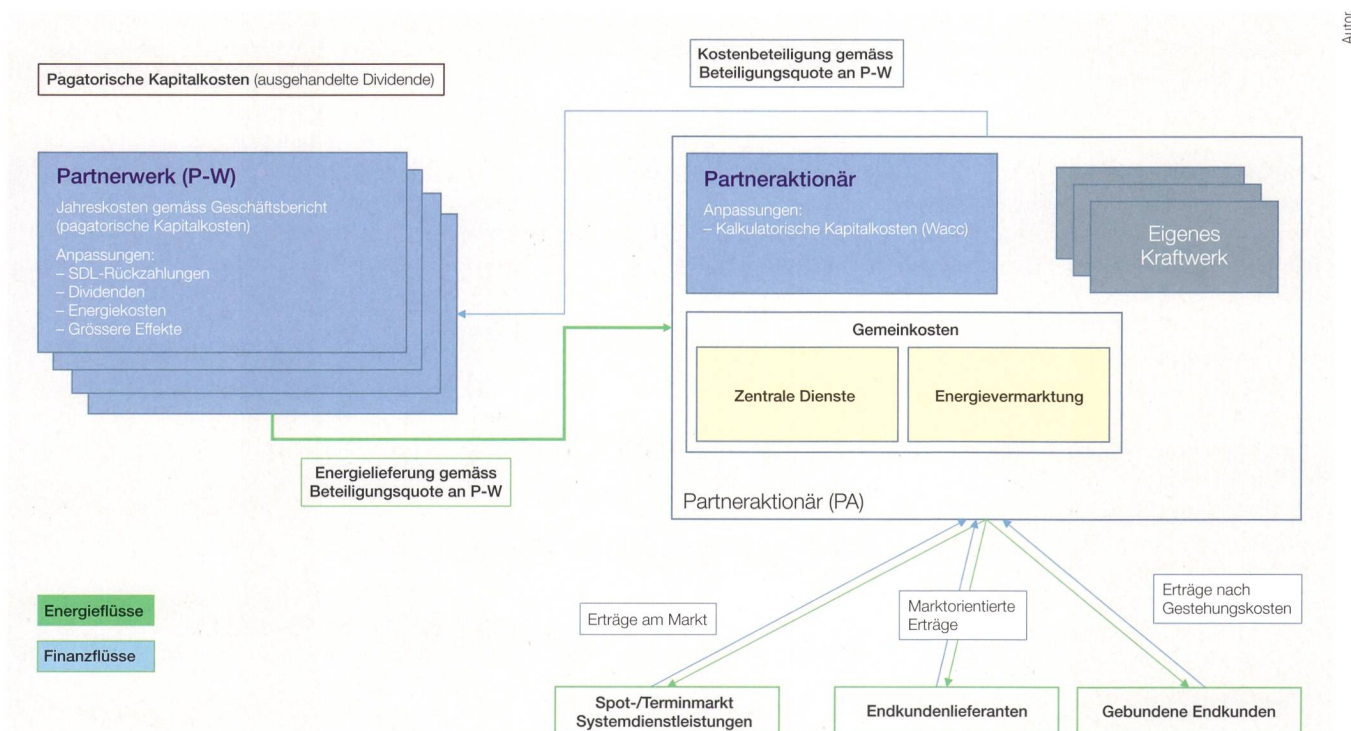 Autor
Kostenbeteiligung gemäss
Beteiligungsquote an P-W
Pagatorische Kapitalkosten (ausgehandelte Dividende)
Partnerwerk (P-W)
Jahreskosten gemäss Geschäftsbericht
(pagatorische Kapitalkosten)
Anpassungen:
– SDL-Rückzahlungen
– Dividenden
– Energiekosten
– Grössere Effekte
Partneraktionär
Anpassungen:
– Kalkulatorische Kapitalkosten (Wacc)
Eigenes
Kraftwerk
Gemeinkosten
Zentrale Dienste
Energievermarktung
Partneraktionär (PA)
Energielieferung gemäss
Beteiligungsquote an P-W
Energieflüsse
Finanzflüsse
Erträge am Markt
Marktorientierte
Erträge
Erträge nach
Gestehungskosten
Spot-/Terminmarkt
Systemdienstleistungen
Endkundenlieferanten
Gebundene Endkunden